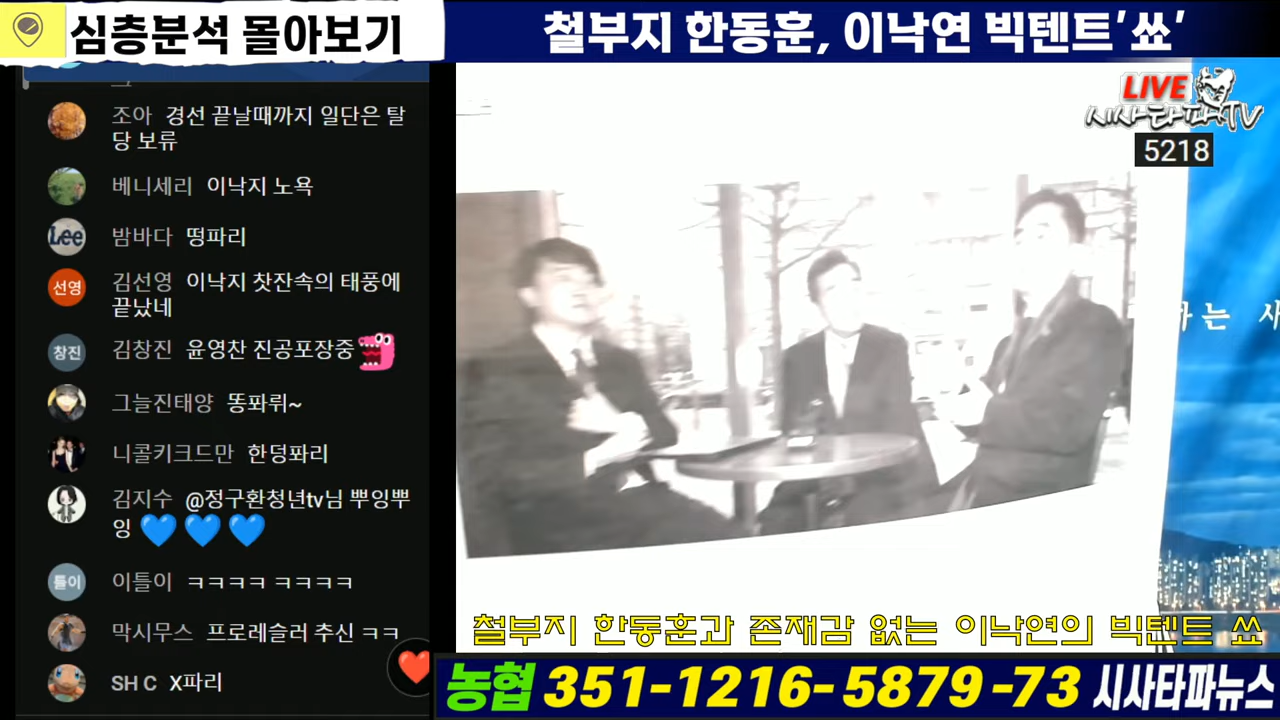 심층분석 몰아보기
철부지 한동훈, 이낙연 빅텐트'쑈'
LIVE
시사타파TV
5218
조아 경선 끝날때까지 일단은 탈
당 보류
베니세리 이낙지 노욕
Lee
밤바다 떵파리
선영
김선영 이낙지 찻잔속의 태풍에
끝났네
창진
김창진 윤영찬 진공포장중
그늘진태양 똥퐈뤼~
니콜키크드만 한덩퐈리
김지수 @정구환청년tv님 뿌잉뿌
잉 💙 💙 💙
틀이
이틀이 ㅋㅋㅋㅋ ㅋㅋㅋㅋ
막시무스 프로레슬러 추신 ㅋㅋ
SH C X파리
하는 사
철부지 한동훈과 존재감 없는 이낙연의 빅텐트 쑈
농협 351-1216-5879-73 시사타파뉴스